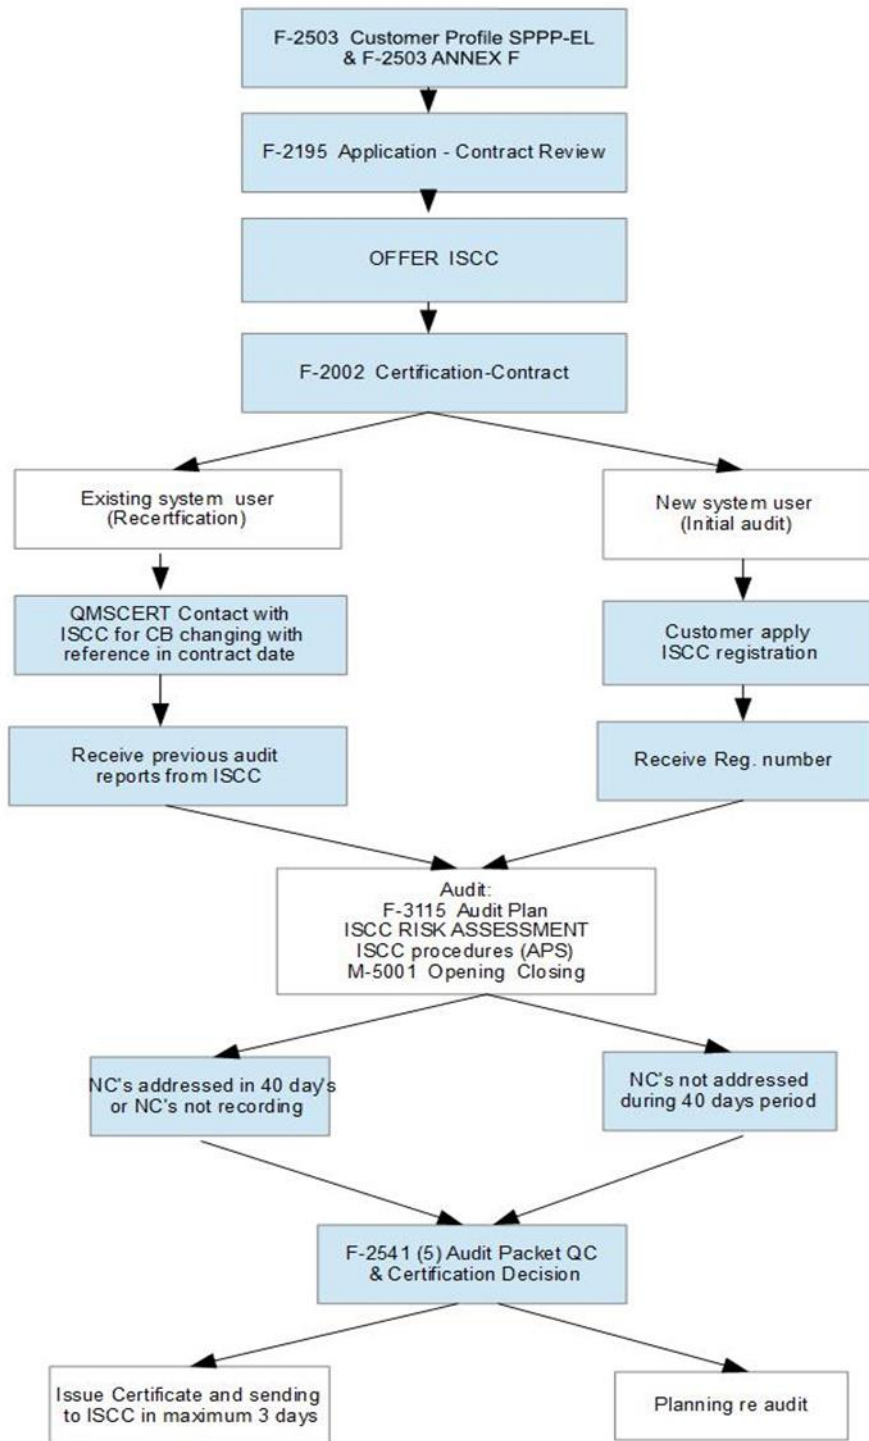 F-2503 Customer Profile SPPP-EL
& F-2503 ANNEX F
F-2195 Application - Contract Review
OFFER ISCC
F-2002 Certification-Contract
Existing system user
(Recertfication)
New system user
(Initial audit)
QMSCERT Contact with
ISCC for CB changing with
reference in contract date
Customer apply
ISCC registration
Receive previous audit
reports from ISCC
Receive Reg. number
Audit:
F-3115 Audit Plan
ISCC RISK ASSESSMENT
ISCC procedures (APS)
M-5001 Opening Closing
NC's addressed in 40 day's
or NC's not recording
NC's not addressed
during 40 days period
F-2541 (5) Audit Packet QC
& Certification Decision
Issue Certificate and sending
to ISCC in maximum 3 days
Planning re audit